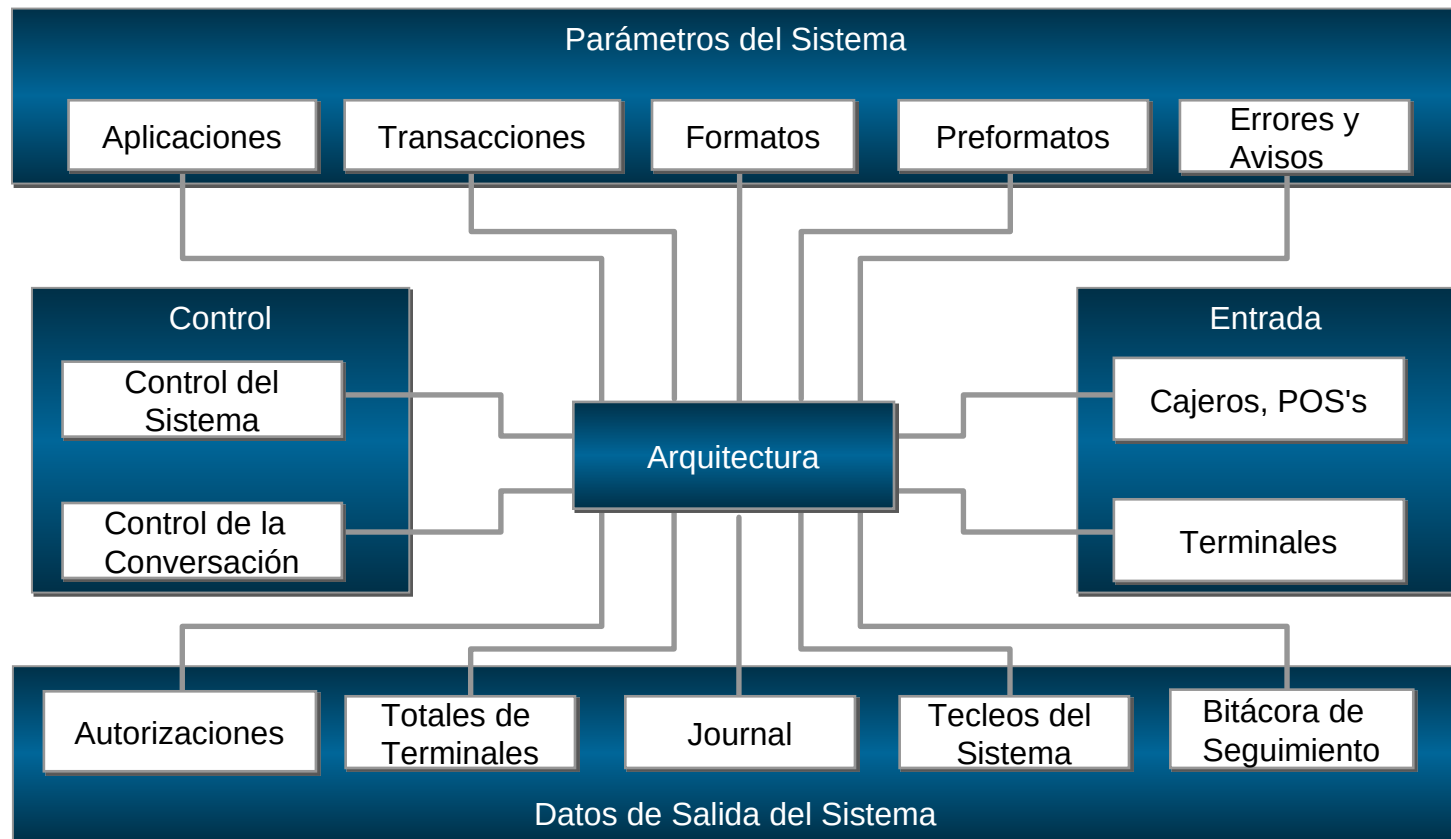 Parámetros del Sistema
Aplicaciones
Transacciones
Formatos
Preformatos
Errores y
Avisos
Control
Control del
Sistema
Control de la
Conversación
Arquitectura
Entrada
Cajeros, POS's
Terminales
Autorizaciones
Totales de
Terminales
Journal
Tecleos del
Sistema
Bitácora de
Seguimiento
Datos de Salida del Sistema